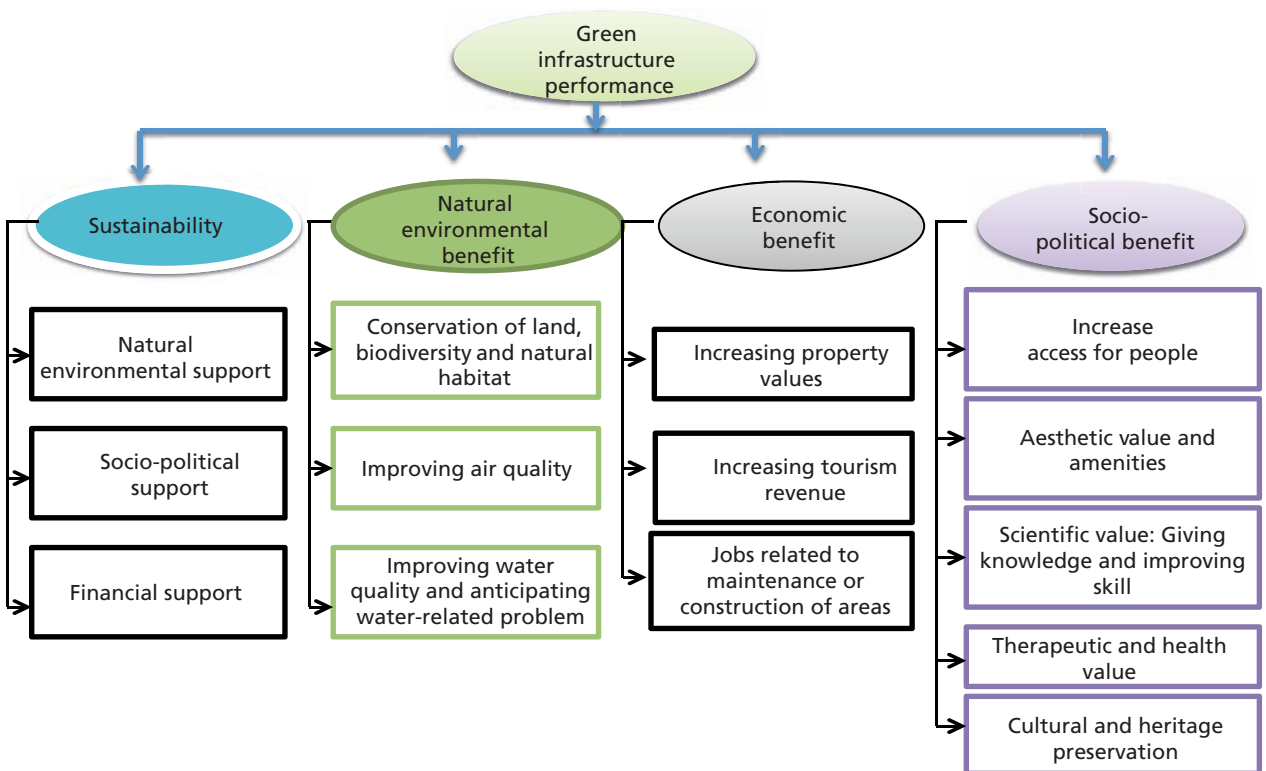 Green
infrastructure
performance
Sustainability
Natural
environmental support
Socio-political
support
Financial support
Natural
environmental
benefit
Conservation of land,
biodiversity and natural
habitat
Improving air quality
Improving water
quality and anticipating
water-related problem
Economic
benefit
Increasing property
values
Increasing tourism
revenue
Jobs related to
maintenance or
construction of areas
Socio-
political benefit
Increase
access for people
Aesthetic value and
amenities
Scientific value: Giving
knowledge and improving
skill
Therapeutic and health
value
Cultural and heritage
preservation